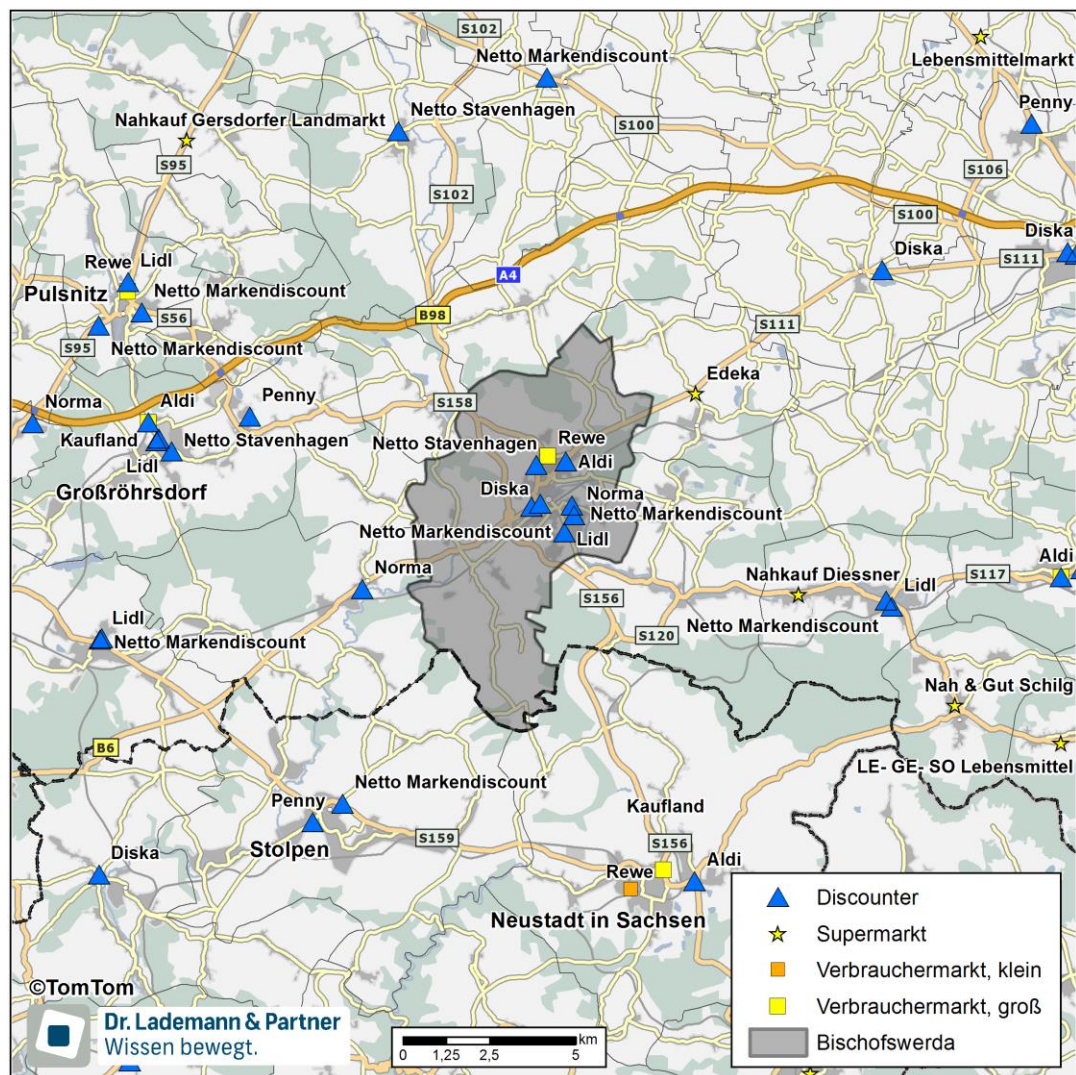 S102
Netto Markendiscount
Lebensmittelmarkt
Netto Stavenhagen
Penny
Nahkauf Gersdorfer Landmarkt
S100
S95
S106
S102
S100
Diska
Diska
S111
Rewe
Lidl
A4
Pulsnitz
Netto Markendiscount
S56
B98
S95
Netto Markendiscount
S111
Edeka
Norma
Aldi
Penny
S158
Kaufland
Netto Stavenhagen
Netto Stavenhagen
Rewe
Aldi
Lidl
Großröhrsdorf
Diska
Norma
Netto Markendiscount
Netto Markendiscount
Lidl
Aldi
Norma
Nahkauf Diessner
Lidl
S117
S156
Lidl
Netto Markendiscount
S120
Netto Markendiscount
Nah & Gut Schilg
B6
LE- GE- SO Lebensmittel
Netto Markendiscount
Penny
Kaufland
Stolpen
S159
S156
Diska
Rewe
Aldi
Neustadt in Sachsen
Discounter
Supermarkt
Verbrauchermarkt, klein
Verbrauchermarkt, groß
Bischofswerda
©TomTom
Dr. Lademann & Partner
Wissen bewegt.
km
0 1,25 2,5 5